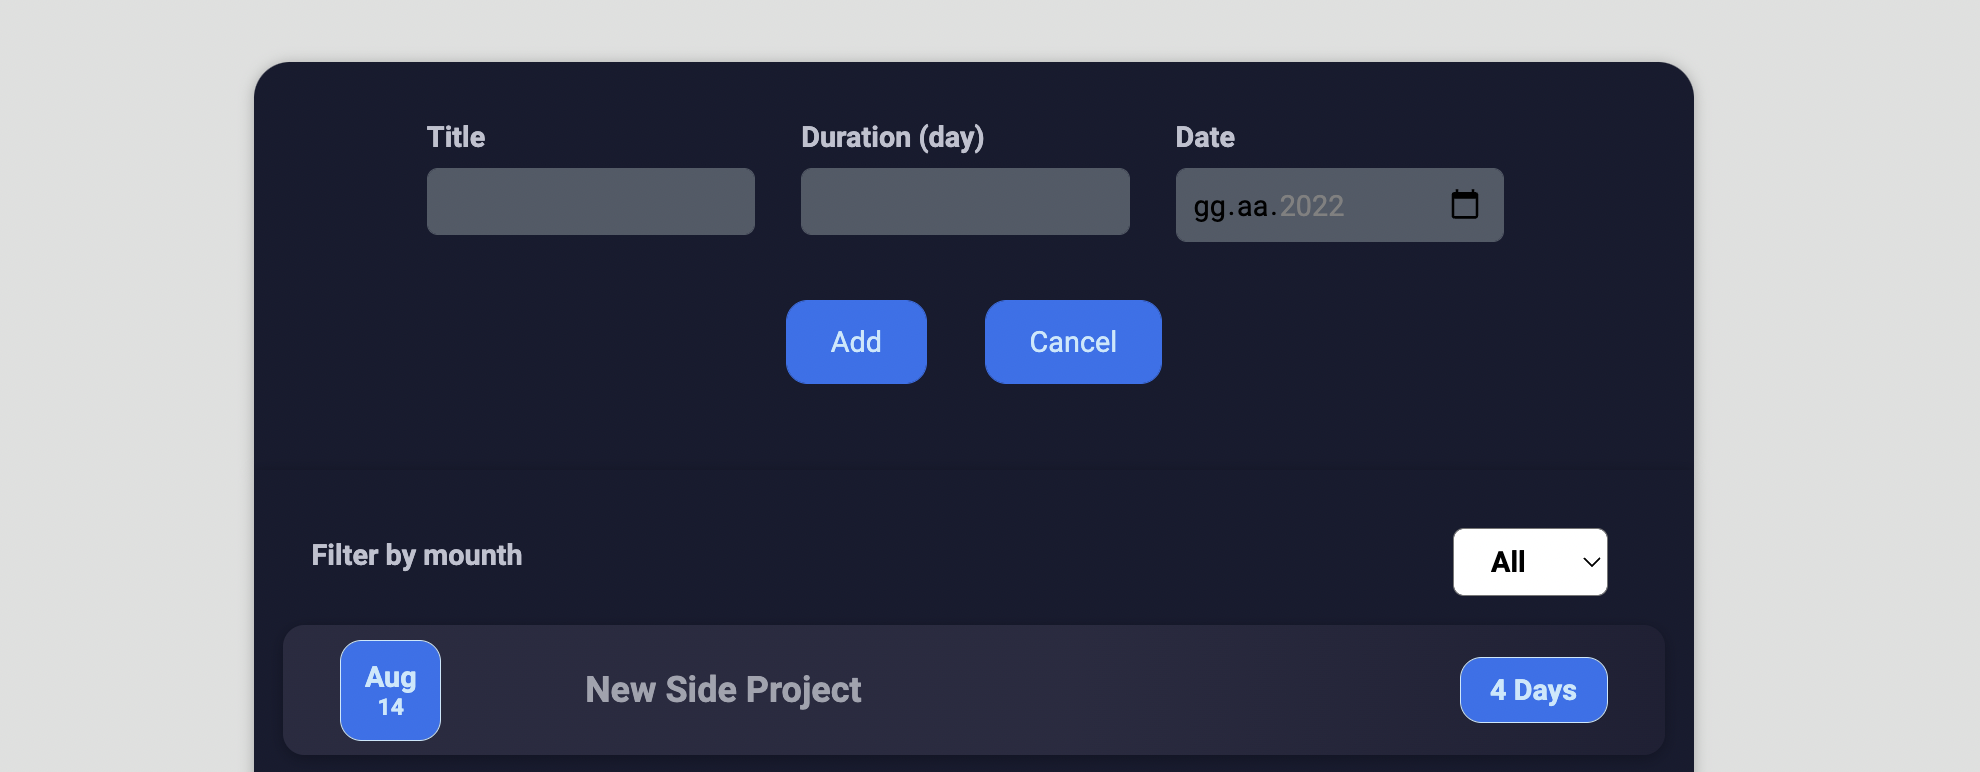 Title Duration (day) Date
gg.aa.2022
Add Cancel
Filter by mounth All
Aug
14
New Side Project
4 Days